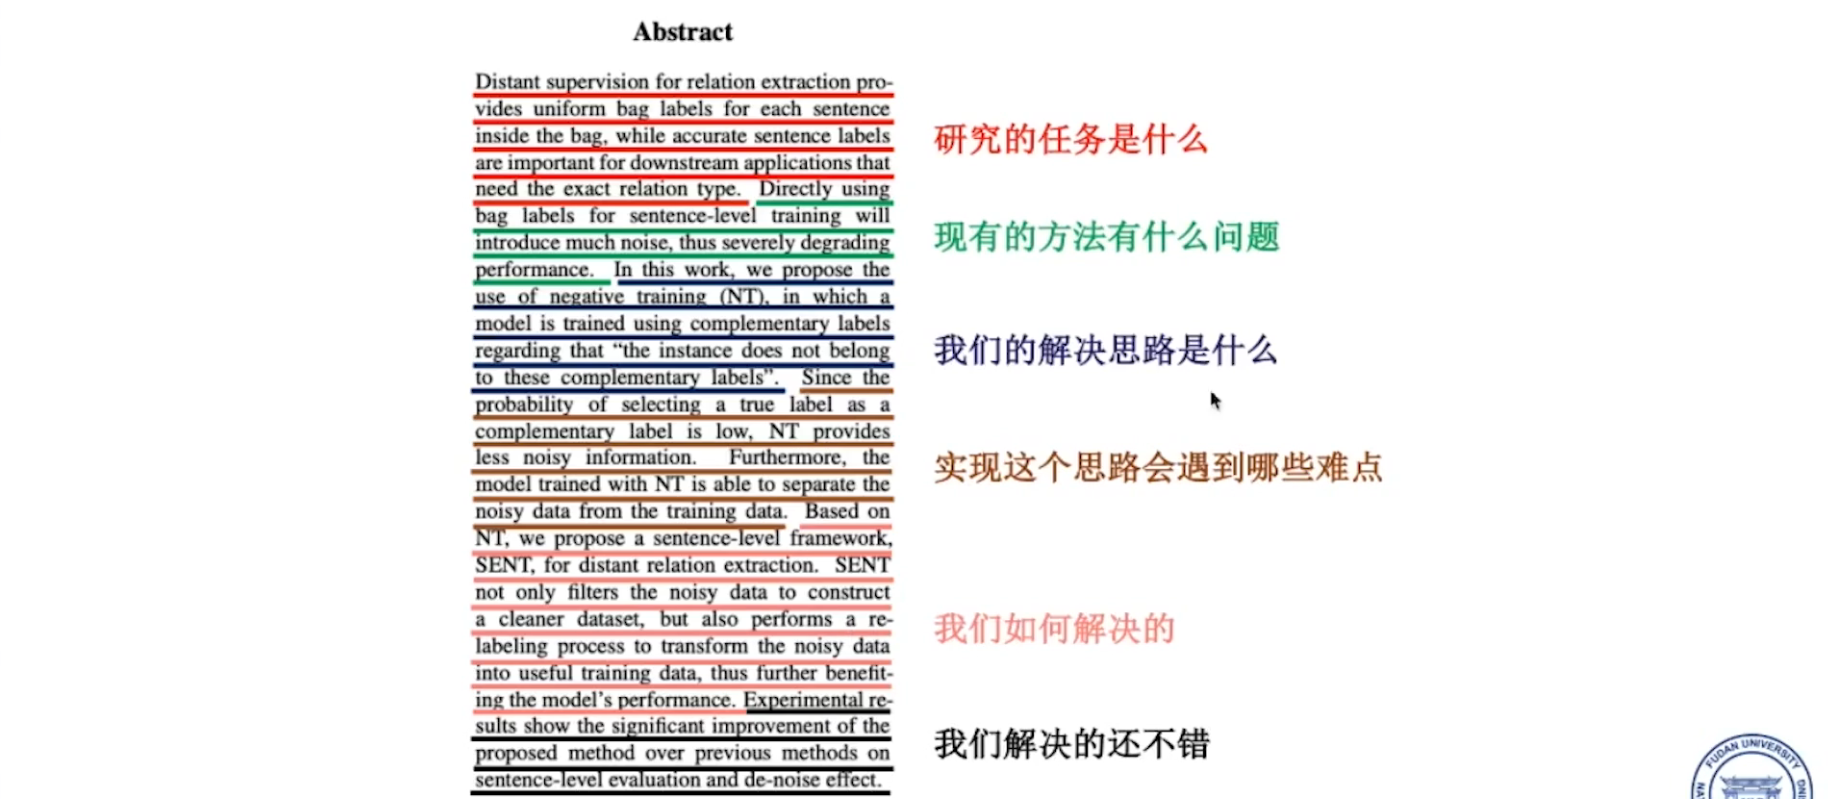 Abstract
Distant supervision for relation extraction pro-
vides uniform bag labels for each sentence
inside the bag, while accurate sentence labels
are important for downstream applications that
need the exact relation type. Directly using
bag labels for sentence-level training will
introduce much noise, thus severely degrading
performance. In this work, we propose the
use of negative training (NT), in which a
model is trained using complementary labels
regarding that “the instance does not belong
to these complementary labels”. Since the
probability of selecting a true label as a
complementary label is low, NT provides
less noisy information. Furthermore, the
model trained with NT is able to separate the
noisy data from the training data. Based on
NT, we propose a sentence-level framework,
SENT, for distant relation extraction. SENT
not only filters the noisy data to construct
a cleaner dataset, but also performs a re-
labeling process to transform the noisy data
into useful training data, thus further benefit-
ing the model’s performance. Experimental re-
sults show the significant improvement of the
proposed method over previous methods on
sentence-level evaluation and de-noise effect.
研究的任务是什么
现有的方法有什么问题
我们的解决思路是什么
实现这个思路会遇到哪些难点
我们如何解决的
我们解决的还不错
FUDAN UNIVERSITY